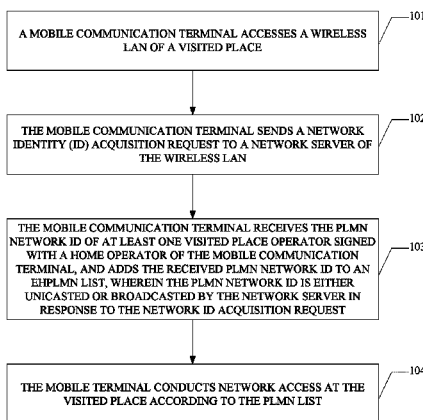 101
A MOBILE COMMUNICATION TERMINAL ACCESSES A WIRELESS
LAN OF A VISITED PLACE
102
THE MOBILE COMMUNICATION TERMINAL SENDS A NETWORK
IDENTITY (ID) ACQUISITION REQUEST TO A NETWORK SERVER OF
THE WIRELESS LAN
103
THE MOBILE COMMUNICATION TERMINAL RECEIVES THE PLMN
NETWORK ID OF AT LEAST ONE VISITED PLACE OPERATOR SIGNED
WITH A HOME OPERATOR OF THE MOBILE COMMUNICATION
TERMINAL, AND ADDS THE RECEIVED PLMN NETWORK ID TO AN
EHPLMN LIST, WHEREIN THE PLMN NETWORK ID IS EITHER
UNICASTED OR BROADCASTED BY THE NETWORK SERVER IN
RESPONSE TO THE NETWORK ID ACQUISITION REQUEST
104
THE MOBILE TERMINAL CONDUCTS NETWORK ACCESS AT THE
VISITED PLACE ACCORDING TO THE PLMN LIST